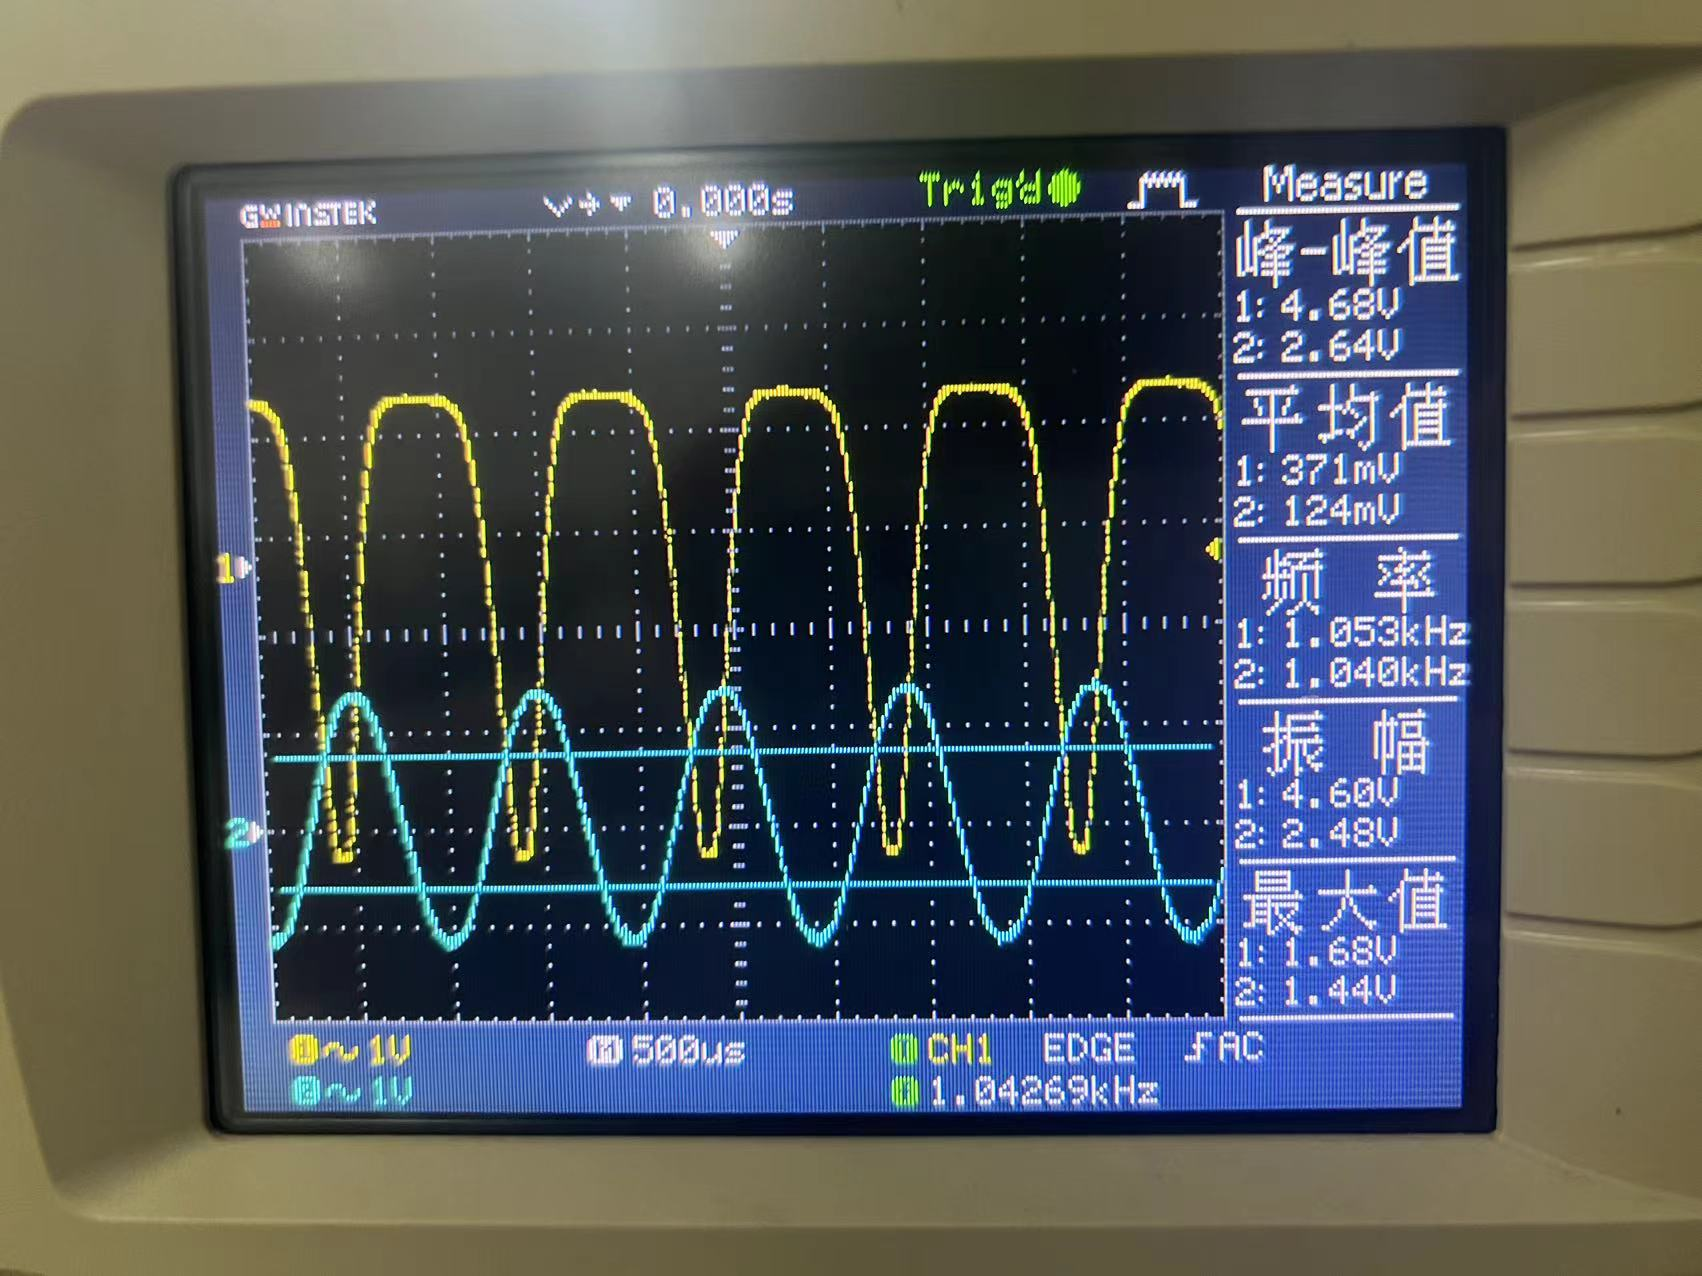 GWINSTEK 0.000s Trig'd Measure
峰-峰值
1: 4.68V
2: 2.64V
平均值
1: 371mV
2: 124mV
频 率
1: 1.053kHz
2: 1.040kHz
振 幅
1: 4.60V
2: 2.48V
最大值
1: 1.68V
2: 1.44V
1
2
1 ~ 1V M 500us CH1 EDGE AC
2 ~ 1V 1.04269kHz